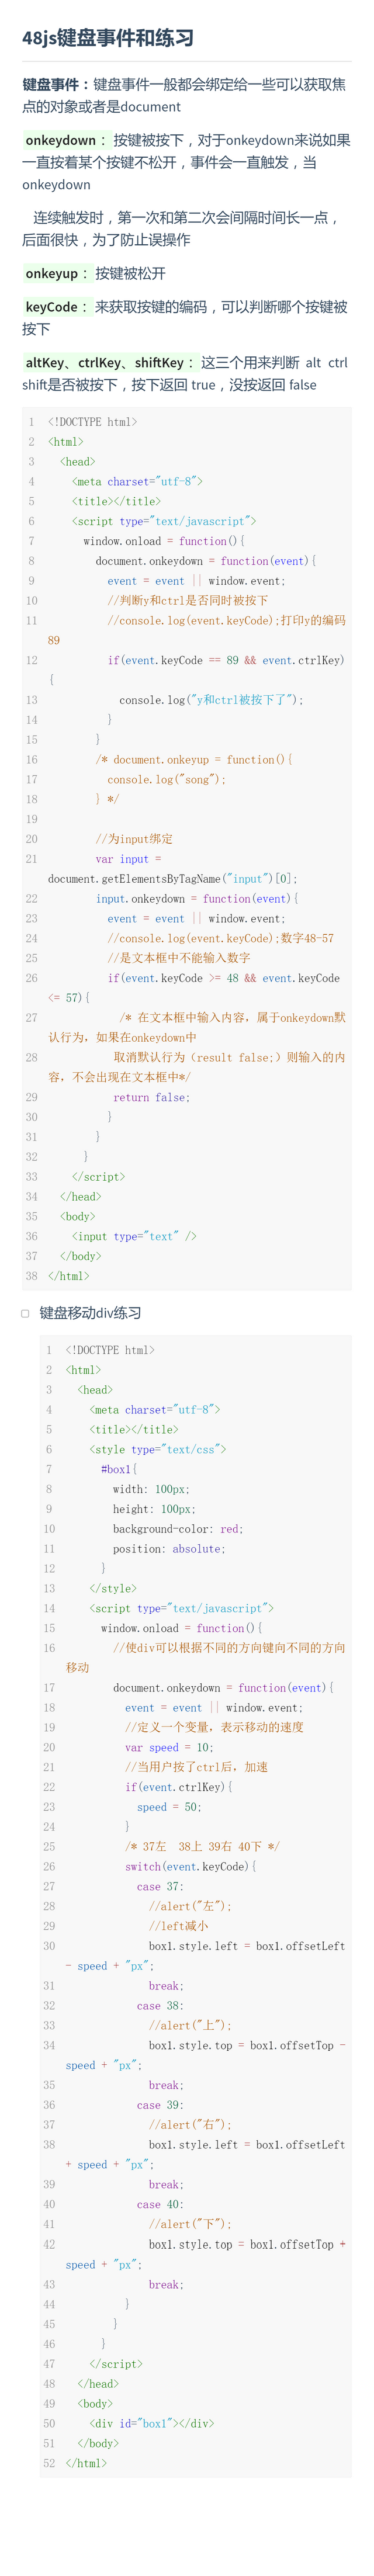 48js键盘事件和练习
键盘事件：键盘事件一般都会绑定给一些可以获取焦
点的对象或者是document
onkeydown： 按键被按下，对于onkeydown来说如果
一直按着某个按键不松开，事件会一直触发，当
onkeydown
连续触发时，第一次和第二次会间隔时间长一点，
后面很快，为了防止误操作
onkeyup： 按键被松开
keyCode： 来获取按键的编码，可以判断哪个按键被
按下
altKey、ctrlKey、shiftKey： 这三个用来判断 alt ctrl
shift是否被按下，按下返回 true，没按返回 false
1 <!DOCTYPE html>
2 <html>
3 <head>
4 <meta charset="utf-8">
5 <title></title>
6 <script type="text/javascript">
7 window.onload = function(){
8 document.onkeydown = function(event){
9 event = event || window.event;
10 //判断y和ctrl是否同时被按下
11 //console.log(event.keyCode);打印y的编码
89
12 if(event.keyCode == 89 && event.ctrlKey)
{
13 console.log("y和ctrl被按下了");
14 }
15 }
16 /* document.onkeyup = function(){
17 console.log("song");
18 } */
19
20 //为input绑定
21 var input =
document.getElementsByTagName("input")[0];
22 input.onkeydown = function(event){
23 event = event || window.event;
24 //console.log(event.keyCode);数字48-57
25 //是文本框中不能输入数字
26 if(event.keyCode >= 48 && event.keyCode
<= 57){
27 /* 在文本框中输入内容，属于onkeydown默
认行为，如果在onkeydown中
28 取消默认行为（result false;）则输入的内
容，不会出现在文本框中*/
29 return false;
30 }
31 }
32 }
33 </script>
34 </head>
35 <body>
36 <input type="text" />
37 </body>
38 </html>
键盘移动div练习
1 <!DOCTYPE html>
2 <html>
3 <head>
4 <meta charset="utf-8">
5 <title></title>
6 <style type="text/css">
7 #box1{
8 width: 100px;
9 height: 100px;
10 background-color: red;
11 position: absolute;
12 }
13 </style>
14 <script type="text/javascript">
15 window.onload = function(){
16 //使div可以根据不同的方向键向不同的方向
移动
17 document.onkeydown = function(event){
18 event = event || window.event;
19 //定义一个变量，表示移动的速度
20 var speed = 10;
21 //当用户按了ctrl后，加速
22 if(event.ctrlKey){
23 speed = 50;
24 }
25 /* 37左 38上 39右 40下 */
26 switch(event.keyCode){
27 case 37:
28 //alert("左");
29 //left减小
30 box1.style.left = box1.offsetLeft
- speed + "px";
31 break;
32 case 38:
33 //alert("上");
34 box1.style.top = box1.offsetTop -
speed + "px";
35 break;
36 case 39:
37 //alert("右");
38 box1.style.left = box1.offsetLeft
+ speed + "px";
39 break;
40 case 40:
41 //alert("下");
42 box1.style.top = box1.offsetTop +
speed + "px";
43 break;
44 }
45 }
46 }
47 </script>
48 </head>
49 <body>
50 <div id="box1"></div>
51 </body>
52 </html>